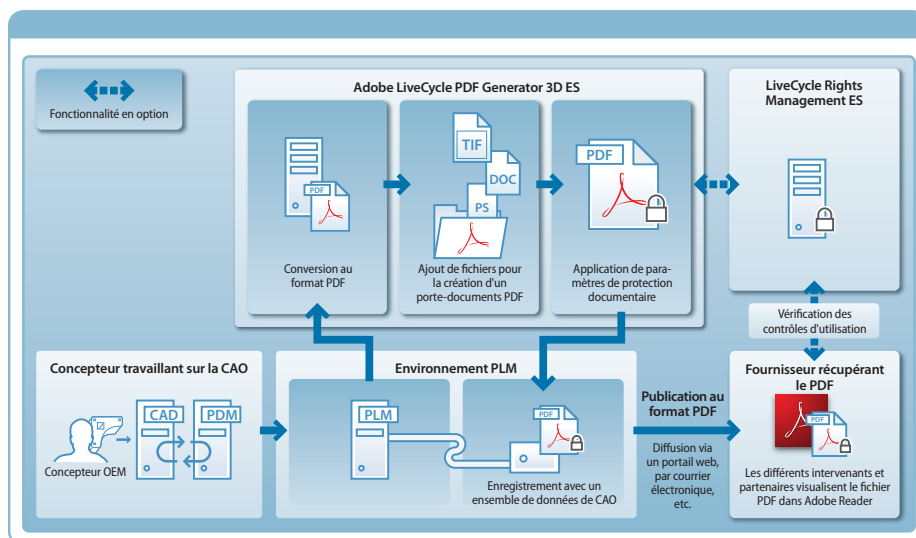 Fonctionnalité en option
Adobe LiveCycle PDF Generator 3D ES
PDF
Conversion au
format PDF
TIF
DOC
PS
Ajout de fichiers pour
la création d'un
porte-documents PDF
PDF
Application de para-
mètres de protection
documentaire
LiveCycle Rights
Management ES
Vérification des
contrôles d'utilisation
Concepteur travaillant sur la CAO
Concepteur OEM
CAD
PDM
Environnement PLM
PLM
PDF
Enregistrement avec un
ensemble de données de CAO
Publication au
format PDF
Diffusion via
un portail web,
par courrier
électronique,
etc.
Fournisseur récupérant
le PDF
PDF
Les différents intervenants et
partenaires visualisent le fichier
PDF dans Adobe Reader